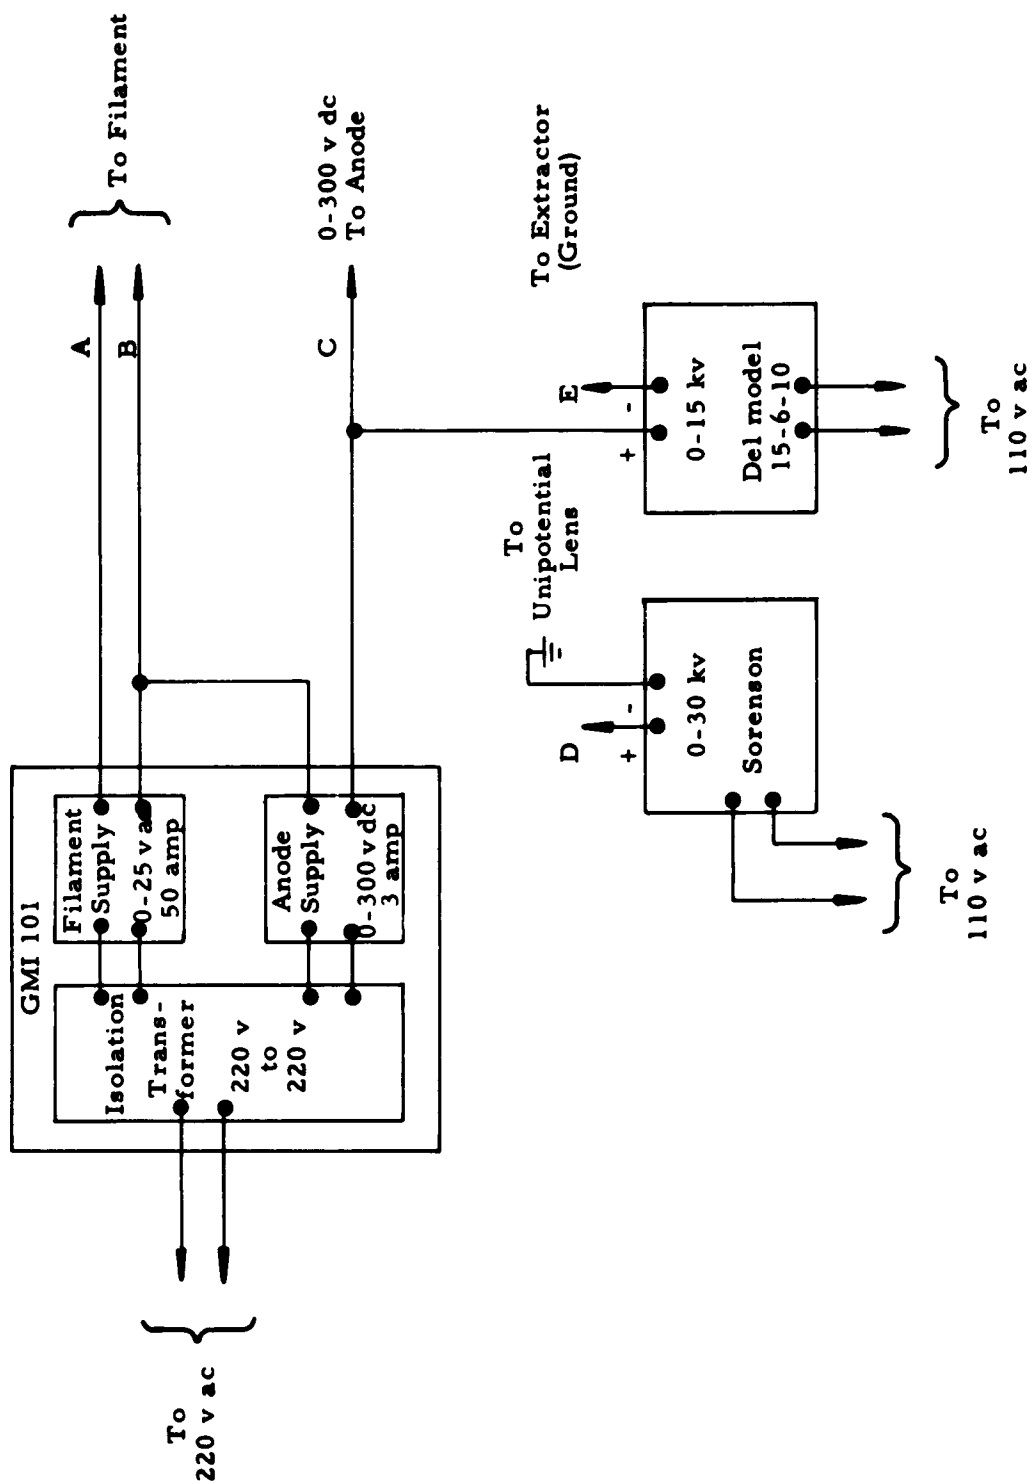 GMI 101
Isolation
Trans-
former
220 v
to
220 v
Filament
Supply
0-25 v a
50 amp
Anode
Supply
0-300 v dc
3 amp
To
220 v ac
A
B
To Filament
C
0-300 v dc
To Anode
D
+
-
To
Unipotential
Lens
0-30 kv
Sorenson
To
110 v ac
+
-
E
To Extractor
(Ground)
0-15 kv
Del model
15-6-10
To
110 v ac